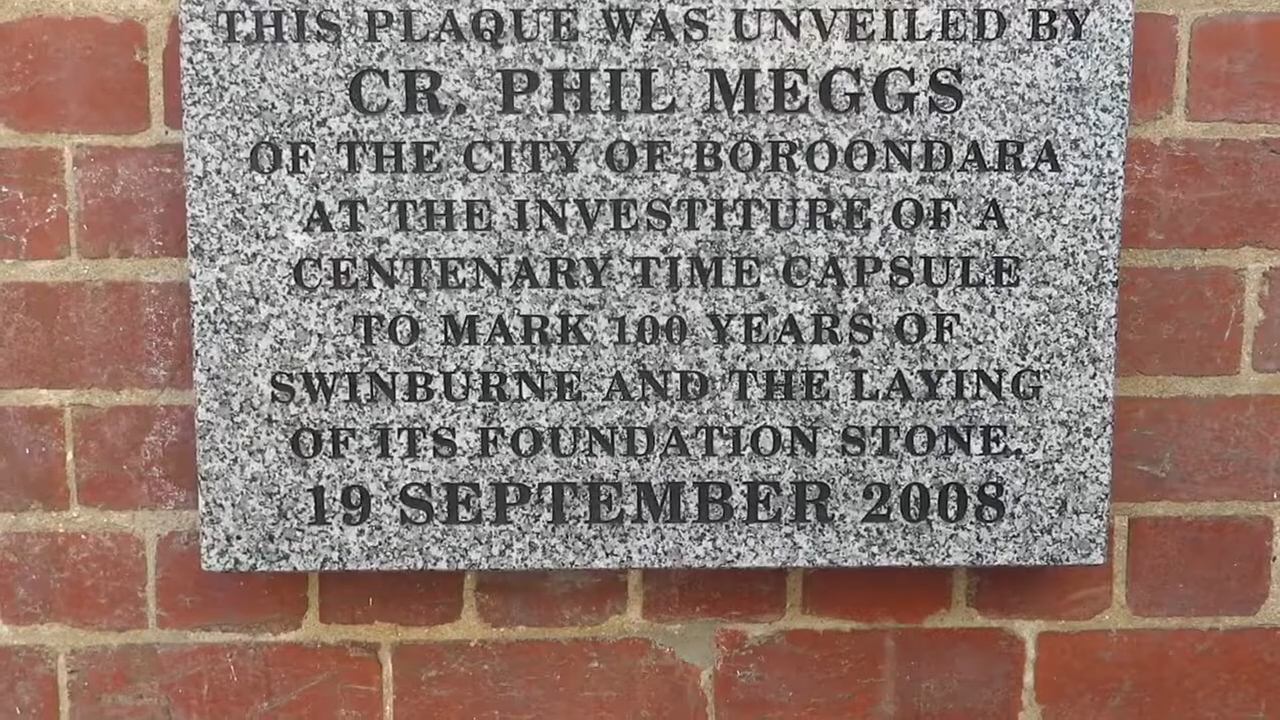 THIS PLAQUE WAS UNVEILED BY
CR. PHIL MEGGS
OF THE CITY OF BOROONDARA
AT THE INVESTITURE OF A
CENTENARY TIME CAPSULE
TO MARK 100 YEARS OF
SWINBURNE AND THE LAYING
OF ITS FOUNDATION STONE.
19 SEPTEMBER 2008